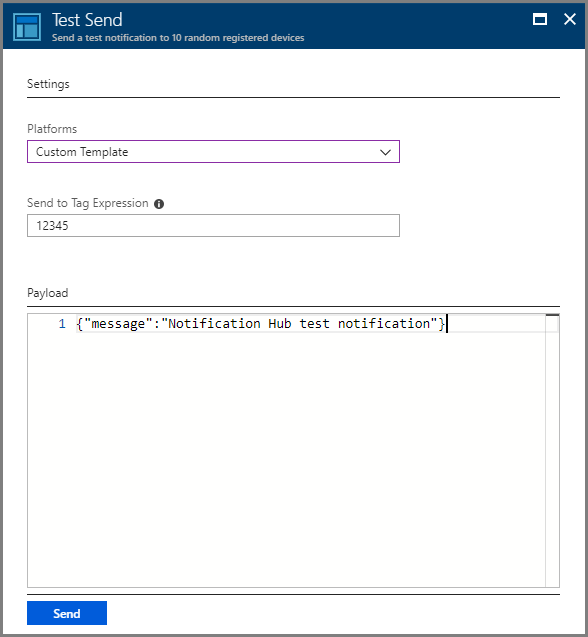 Test Send
Send a test notification to 10 random registered devices
Settings
Platforms
Custom Template
Send to Tag Expression
12345
Payload
1 {"message":"Notification Hub test notification"}
Send